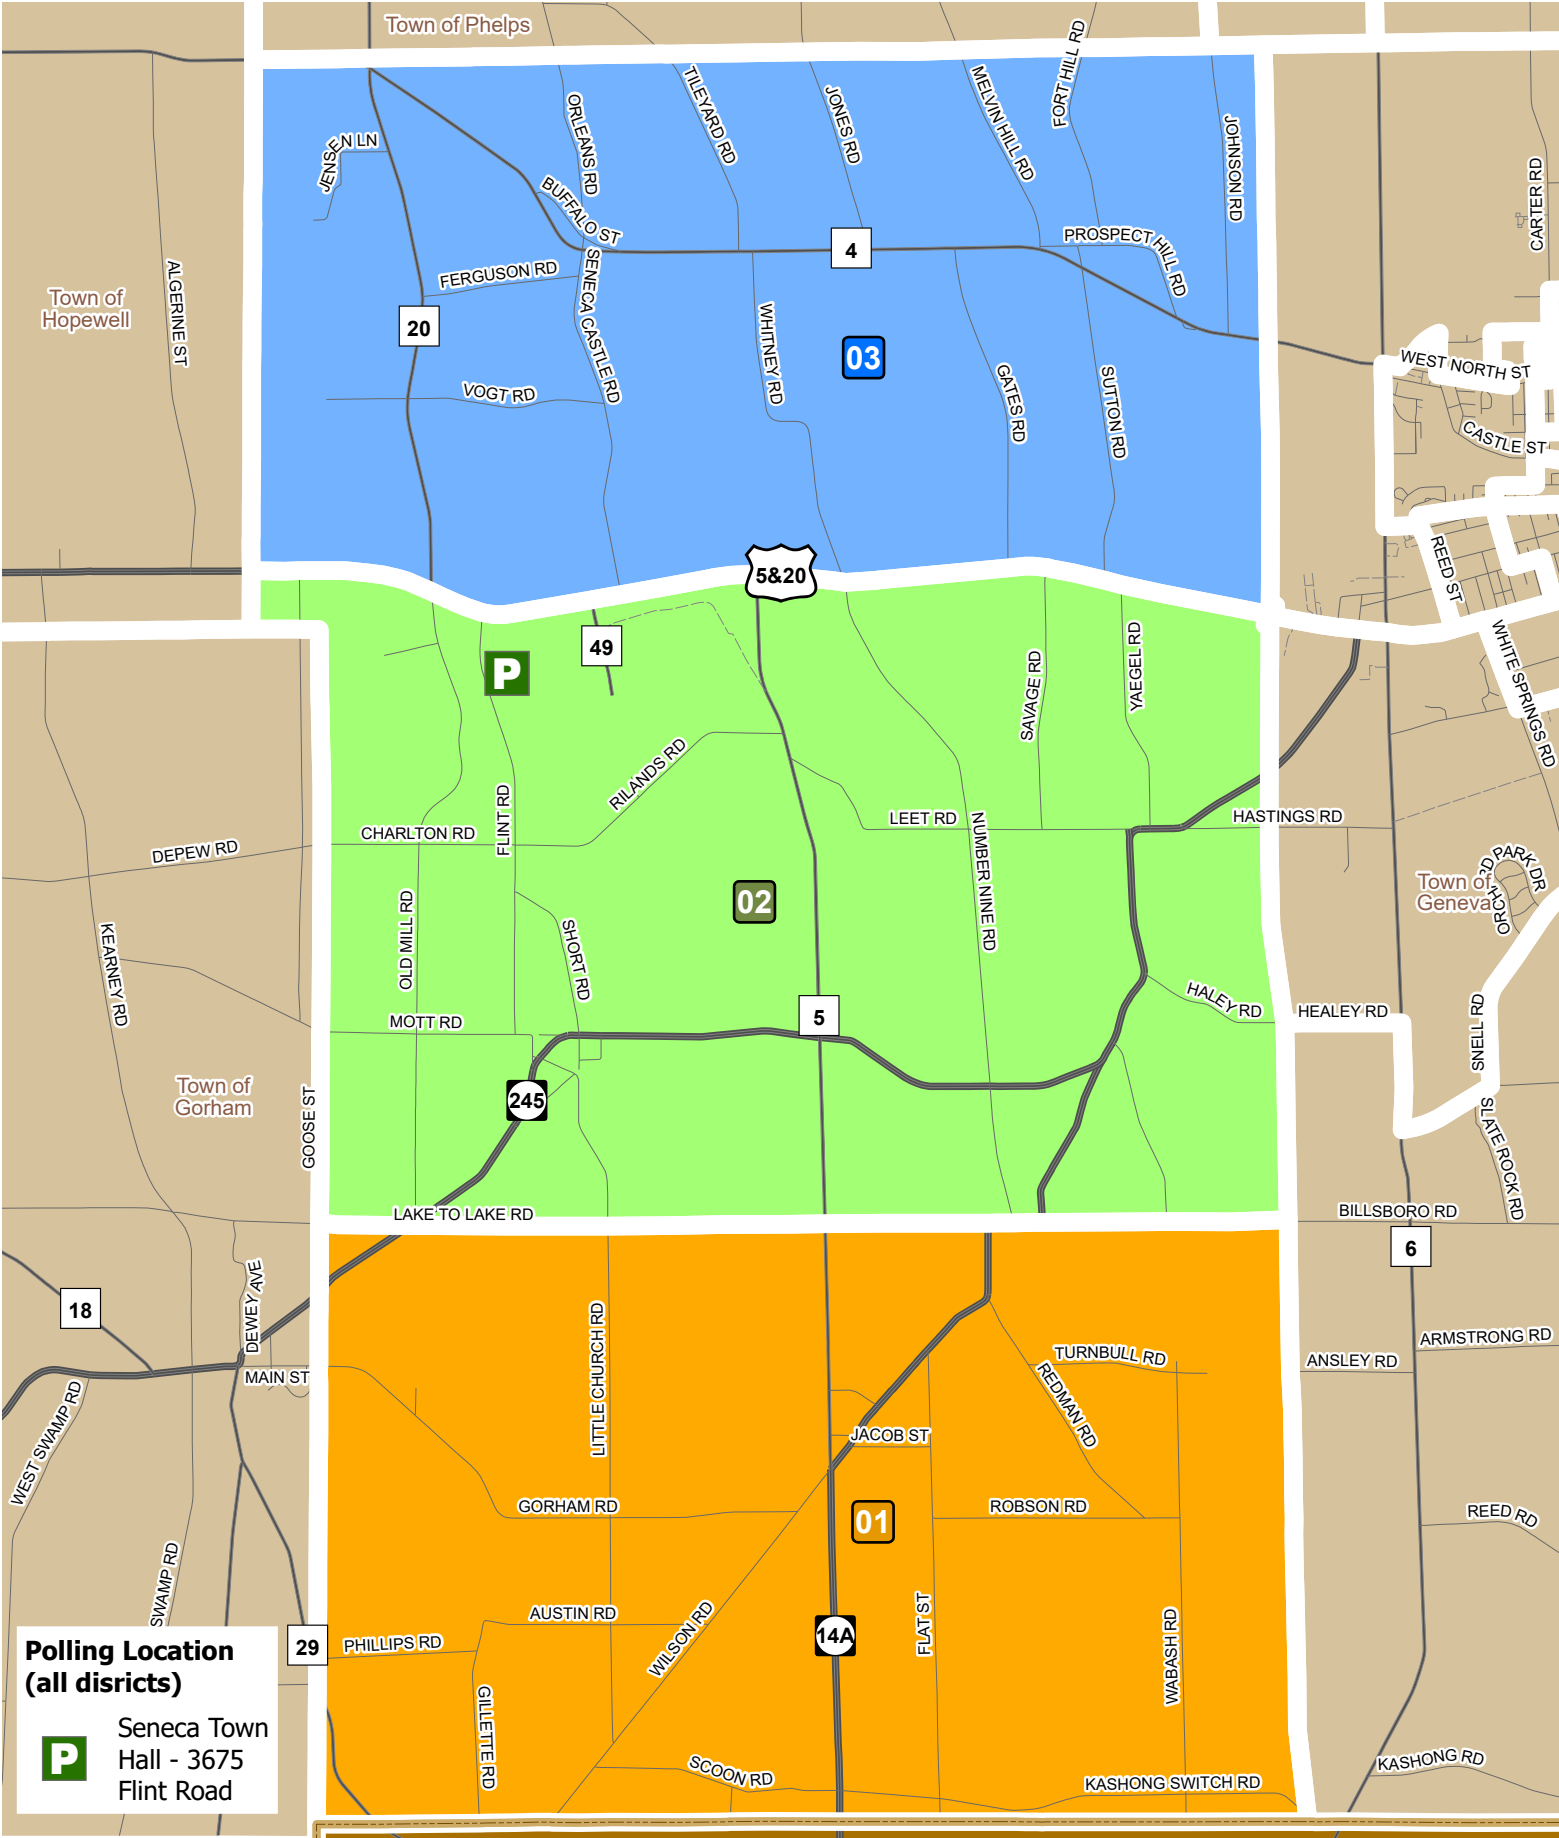 Town of Phelps
FORT HILL RD
TILEYARD RD
MELVIN HILL RD
ORLEANS RD
JONES RD
JOHNSON RD
JENSEN LN
CARTER RD
BUFFALO ST
PROSPECT HILL RD
4
FERGUSON RD
SENECA CASTLE RD
ALGERINE ST
Town of
Hopewell
20
WHITNEY RD
03
WEST NORTH ST
GATES RD
SUTTON RD
VOGT RD
CASTLE ST
5&20
REED ST
49
P
SAVAGE RD
YAEGEL RD
WHITE SPRINGS RD
RILANDS RD
FLINT RD
LEET RD
HASTINGS RD
CHARLTON RD
NUMBER NINE RD
DEPEW RD
ORCHARD PARK DR
Town of
Geneva
02
OLD MILL RD
SHORT RD
KEARNEY RD
HALEY RD
HEALEY RD
SNELL RD
MOTT RD
5
Town of
Gorham
245
GOOSE ST
SLATE ROCK RD
LAKE TO LAKE RD
BILLSBORO RD
6
18
DEWEY AVE
LITTLE CHURCH RD
ARMSTRONG RD
TURNBULL RD
ANSLEY RD
MAIN ST
REDMAN RD
WEST SWAMP RD
JACOB ST
GORHAM RD
01
ROBSON RD
REED RD
SWAMP RD
AUSTIN RD
WILSON RD
FLAT ST
WABASH RD
14A
29
PHILLIPS RD
GILLETTE RD
SCOON RD
KASHONG SWITCH RD
KASHONG RD
Polling Location
(all disricts)
P
Seneca Town
Hall - 3675
Flint Road